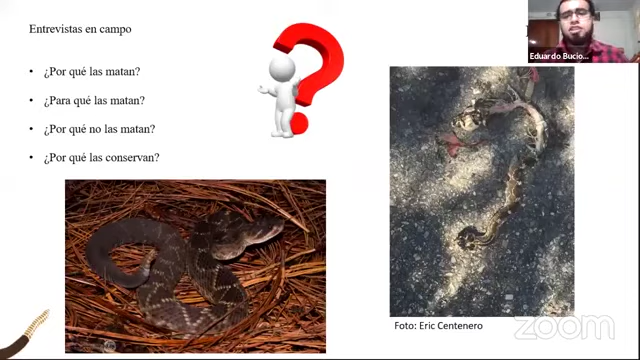 Entrevistas en campo
• ¿Por qué las matan?
• ¿Para qué las matan?
• ¿Por qué no las matan?
• ¿Por qué las conservan?
Eduardo Bucio...
Foto: Eric Centenero
zoom